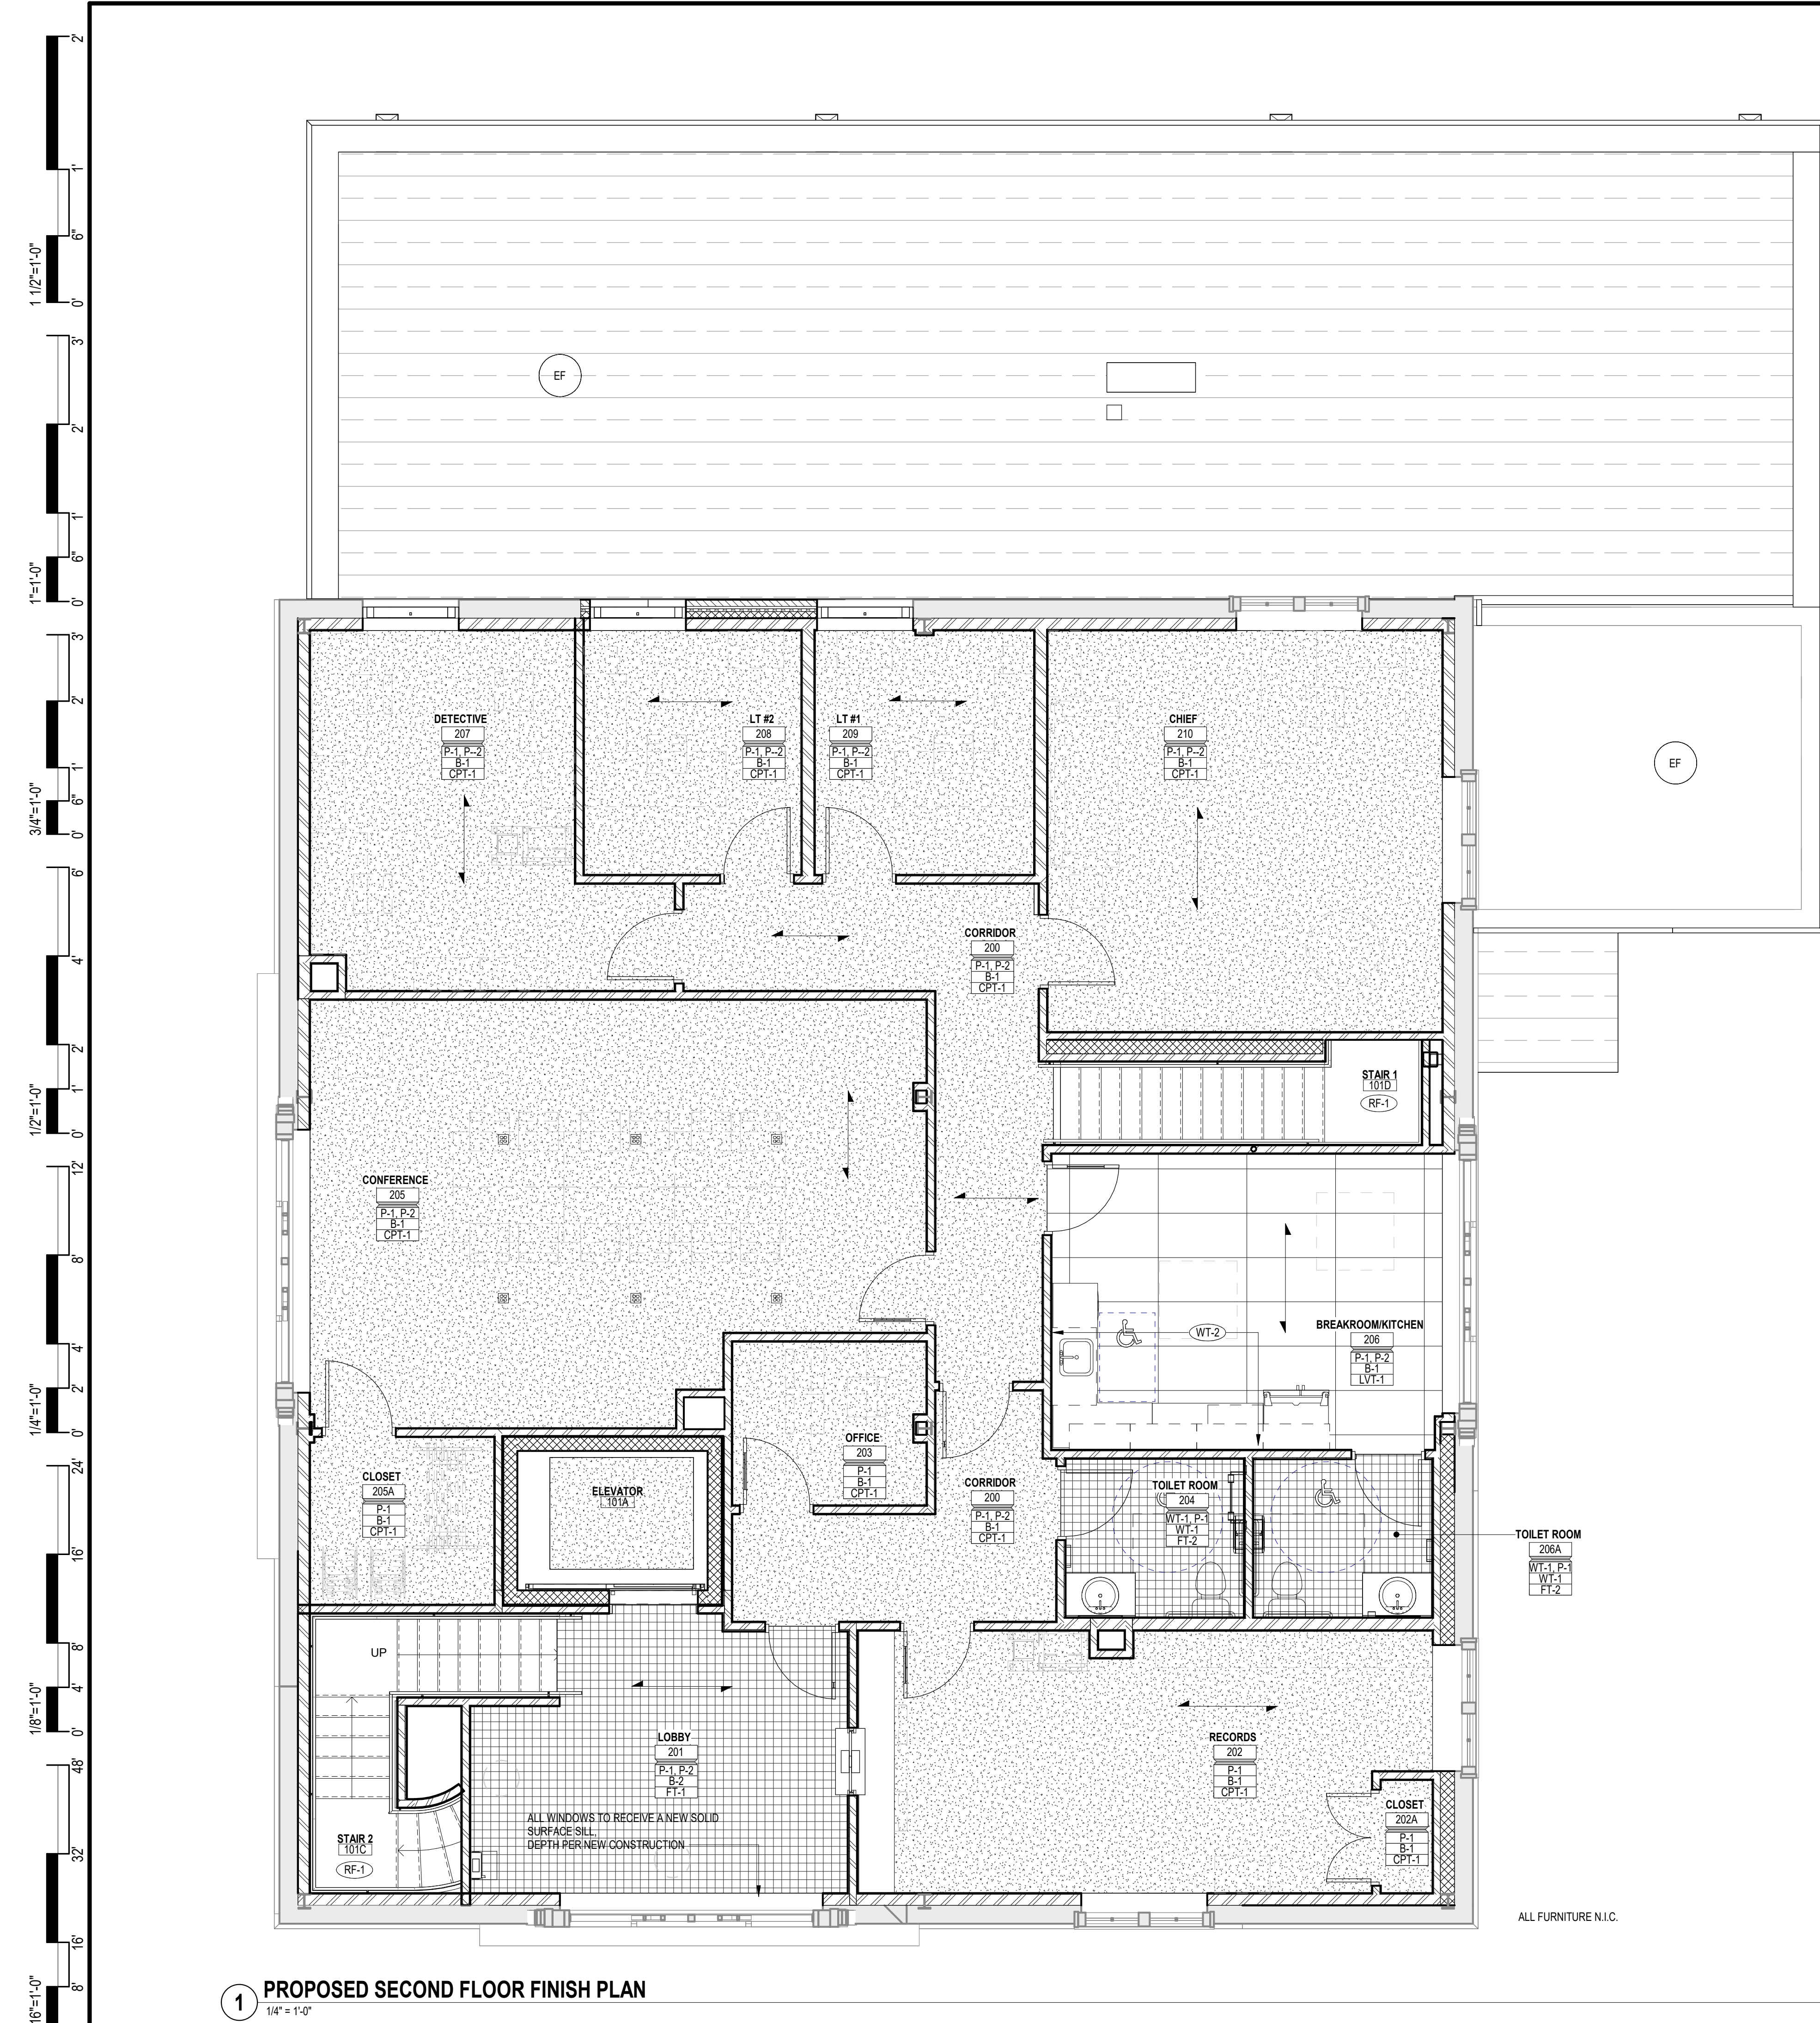 2'
1'
6"
0'
1 1/2"=1'-0"
3'
2'
1'
6"
0'
1"=1'-0"
3'
2'
1'
6"
0'
3/4"=1'-0"
6'
4'
2'
1'
0'
1/2"=1'-0"
12'
8'
4'
2'
0'
1/4"=1'-0"
24'
16'
8'
4'
0'
1/8"=1'-0"
48'
32'
16'
8'
16"=1'-0"
EF
EF
DETECTIVE
207
P-1, P--2
B-1
CPT-1
LT #2
208
P-1, P--2
B-1
CPT-1
LT #1
209
P-1, P--2
B-1
CPT-1
CHIEF
210
P-1, P--2
B-1
CPT-1
CORRIDOR
200
P-1, P-2
B-1
CPT-1
STAIR 1
101D
RF-1
CONFERENCE
205
P-1, P-2
B-1
CPT-1
WT-2
BREAKROOM/KITCHEN
206
P-1, P-2
B-1
LVT-1
OFFICE
203
P-1
B-1
CPT-1
CLOSET
205A
P-1
B-1
CPT-1
ELEVATOR
101A
CORRIDOR
200
P-1, P-2
B-1
CPT-1
TOILET ROOM
204
WT-1, P-1
WT-1
FT-2
TOILET ROOM
206A
WT-1, P-1
WT-1
FT-2
UP
LOBBY
201
P-1, P-2
B-2
FT-1
RECORDS
202
P-1
B-1
CPT-1
ALL WINDOWS TO RECEIVE A NEW SOLID
SURFACE SILL,
DEPTH PER NEW CONSTRUCTION
STAIR 2
101C
RF-1
CLOSET
202A
P-1
B-1
CPT-1
ALL FURNITURE N.I.C.
1
PROPOSED SECOND FLOOR FINISH PLAN
1/4" = 1'-0"